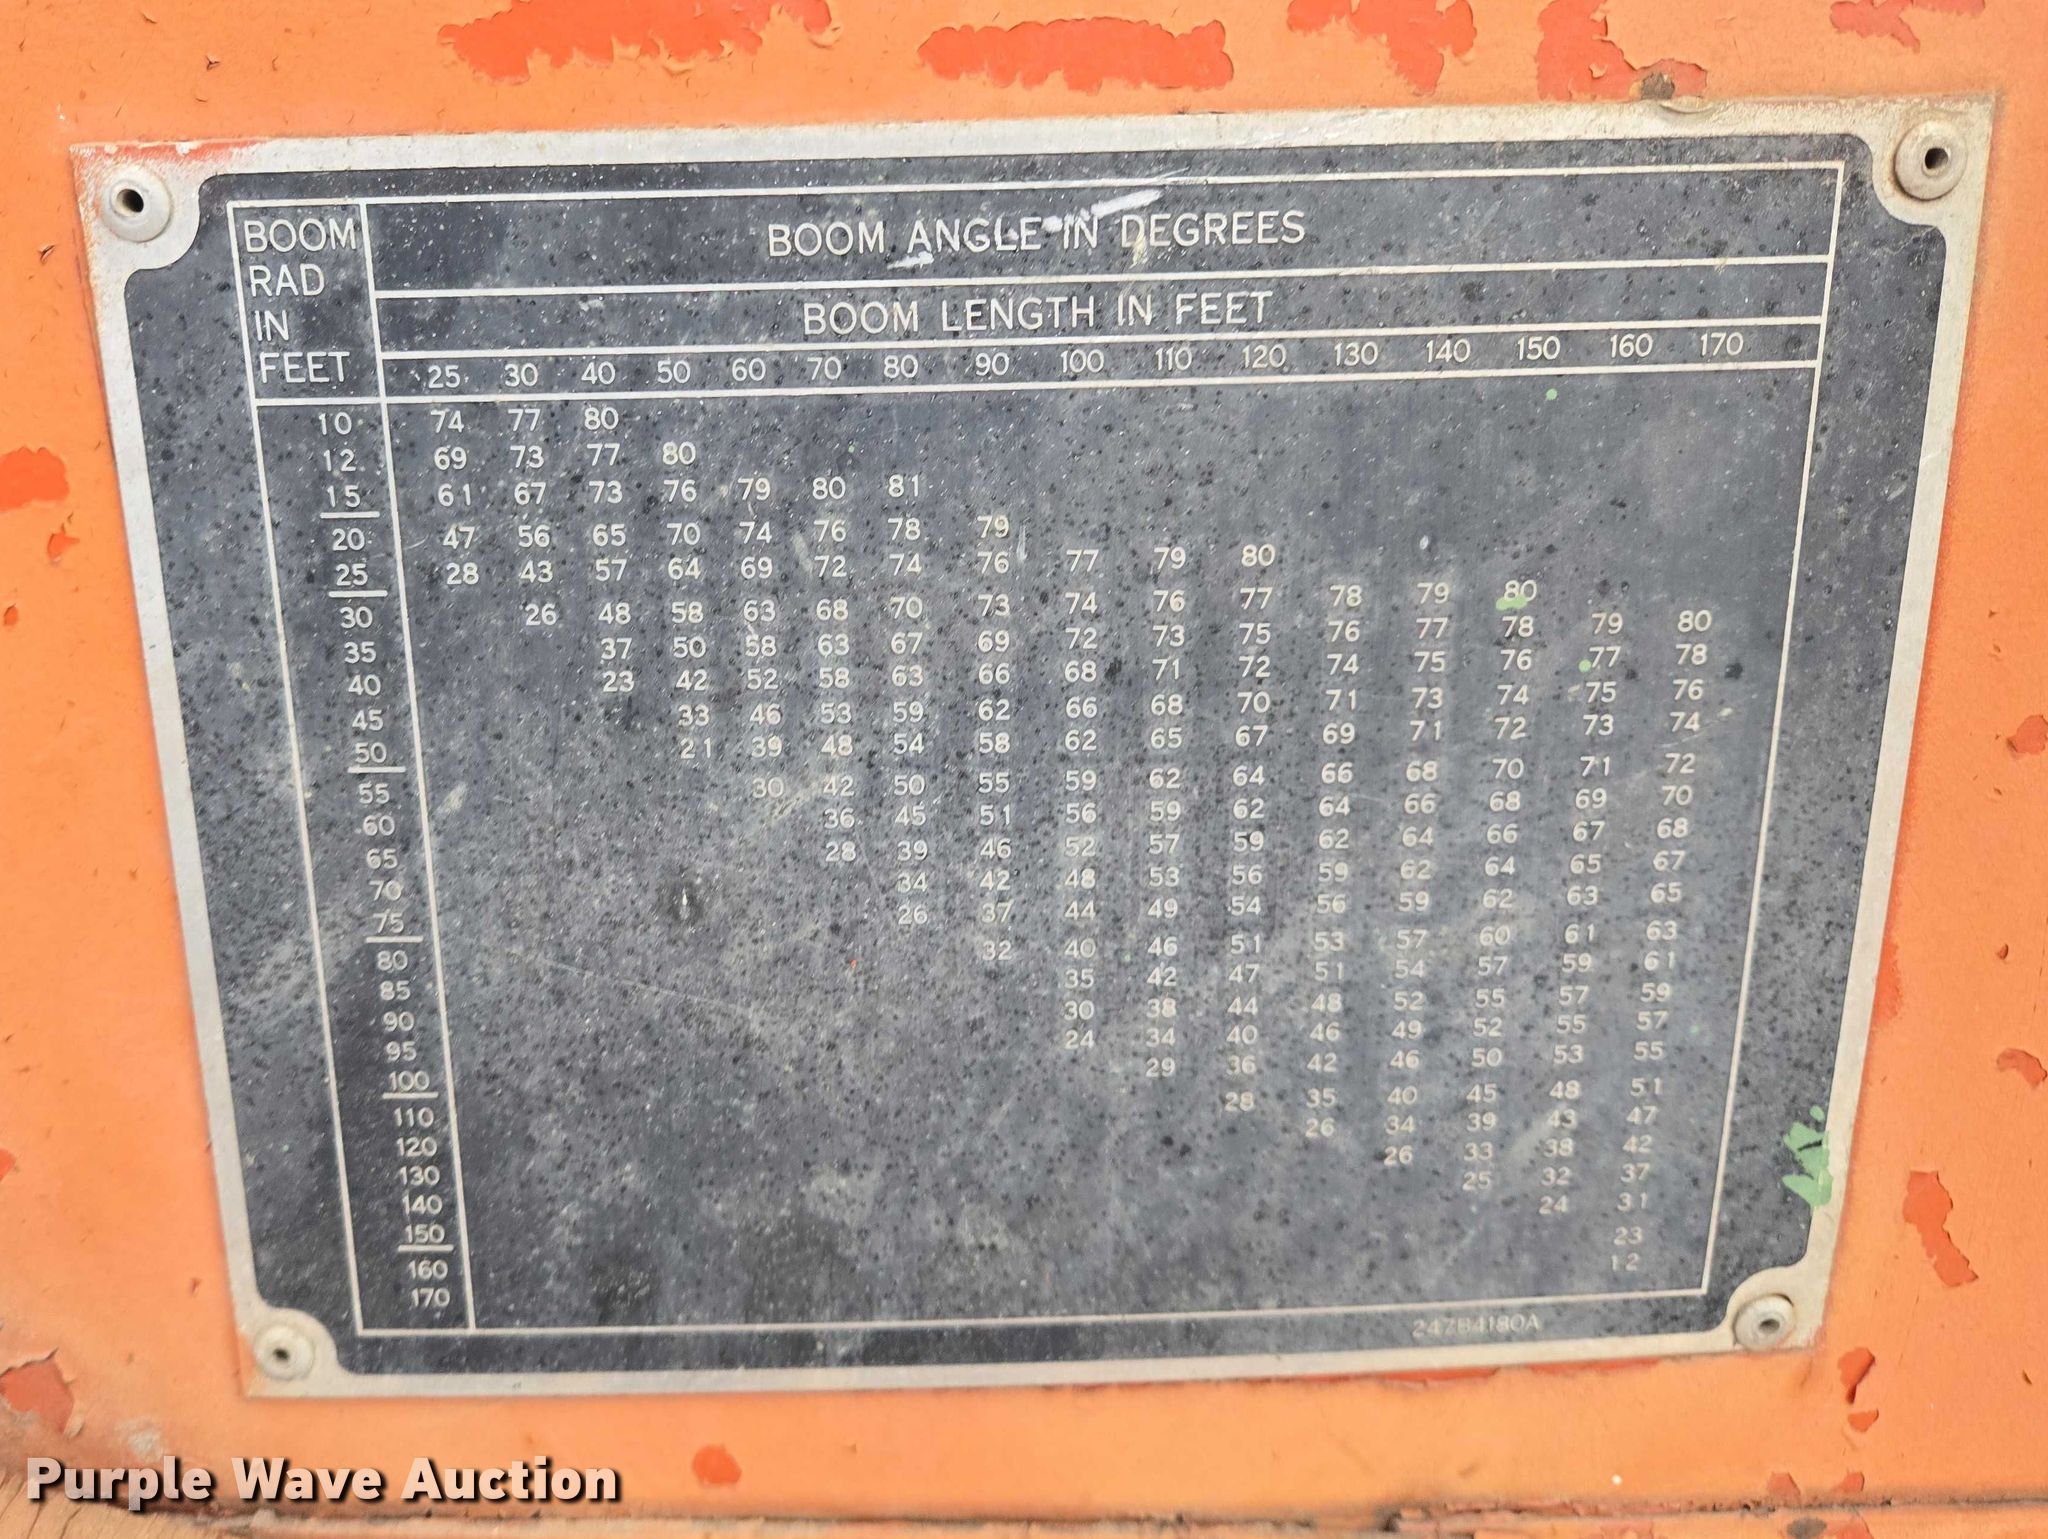 BOOM
RAD
IN
FEET
BOOM ANGLE IN DEGREES
BOOM LENGTH IN FEET
25 30 40 50 60 70 80 90 100 110 120 130 140 150 160 170
10 74 77 80
12 69 73 77 80
15 61 67 73 76 79 80 81
20 47 56 65 70 74 76 78 79
25 28 43 57 64 69 72 74 76 77 79 80
30 26 48 58 63 68 70 73 74 76 77 78 79 80
35 37 50 58 63 67 69 72 73 75 76 77 78 79 80
40 23 42 52 58 63 66 68 71 72 74 75 76 77 78
45 33 46 53 59 62 66 68 70 71 73 74 75 76
50 21 39 48 54 58 62 65 67 69 71 72 73 74
55 30 42 50 55 59 62 64 66 68 70 71 72
60 36 45 51 56 59 62 64 66 68 69 70
65 28 39 46 52 57 59 62 64 66 67 68
70 34 42 48 53 56 59 62 64 65 67
75 26 37 44 49 54 56 59 62 63 65
80 32 40 46 51 53 57 60 61 63
85 35 42 47 51 54 57 59 61
90 30 38 44 48 52 55 57 59
95 24 34 40 46 49 52 55 57
100 29 36 42 46 50 53 55
110 28 35 40 45 48 51
120 26 34 39 43 47
130 26 33 38 42
140 25 32 37
150 24 31
160 23
170 12
247B4180A
Purple Wave Auction